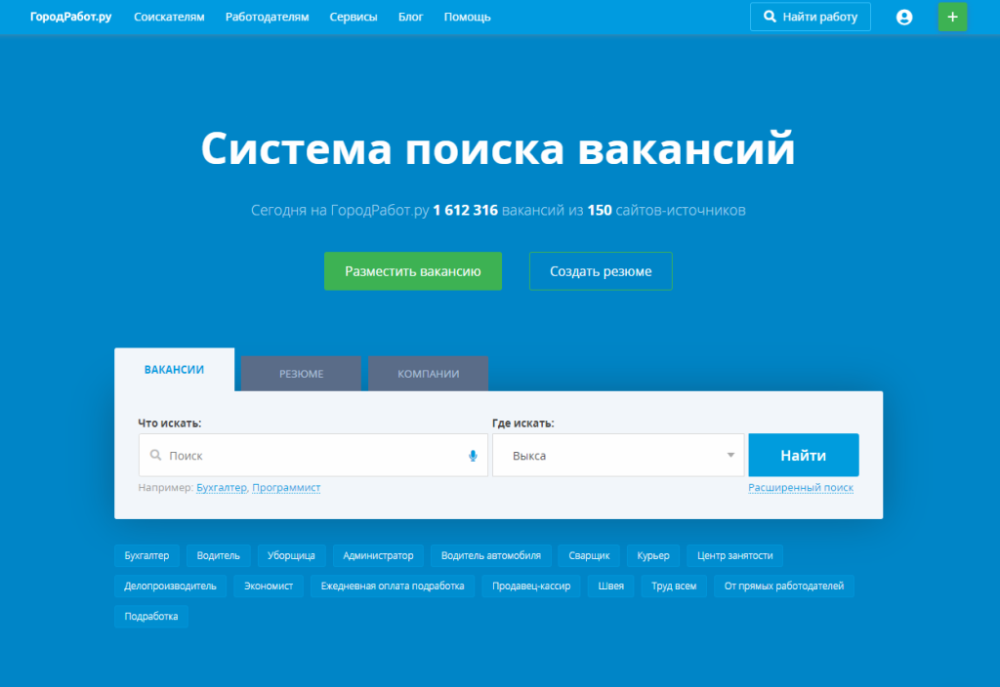 ГородРабот.ру Соискателям Работодателям Сервисы Блог Помощь Найти работу +
Система поиска вакансий
Сегодня на ГородРабот.ру 1 612 316 вакансий из 150 сайтов-источников
Разместить вакансию Создать резюме
ВАКАНСИИ РЕЗЮМЕ КОМПАНИИ
Что искать: Где искать:
Поиск Выкса Найти
Например: Бухгалтер, Программист Расширенный поиск
Бухгалтер Водитель Уборщица Администратор Водитель автомобиля Сварщик Курьер Центр занятости
Делопроизводитель Экономист Ежедневная оплата подработка Продавец-кассир Швея Труд всем От прямых работодателей
Подработка